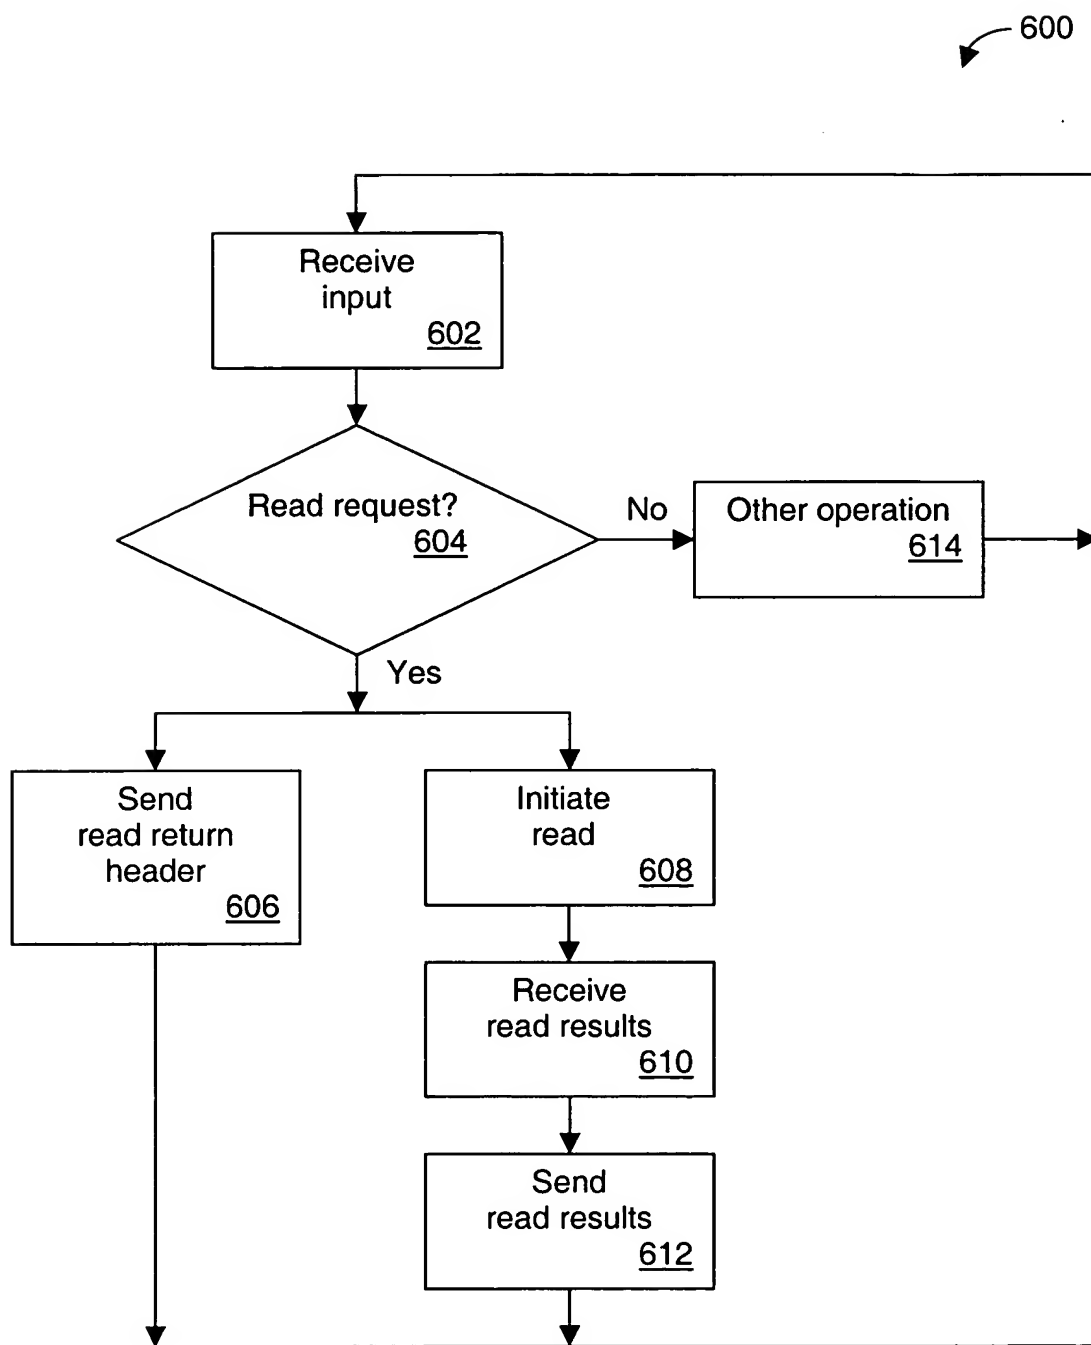 600
Receive
input
602
Read request?
604
No
Other operation
614
Yes
Send
read return
header
606
Initiate
read
608
Receive
read results
610
Send
read results
612